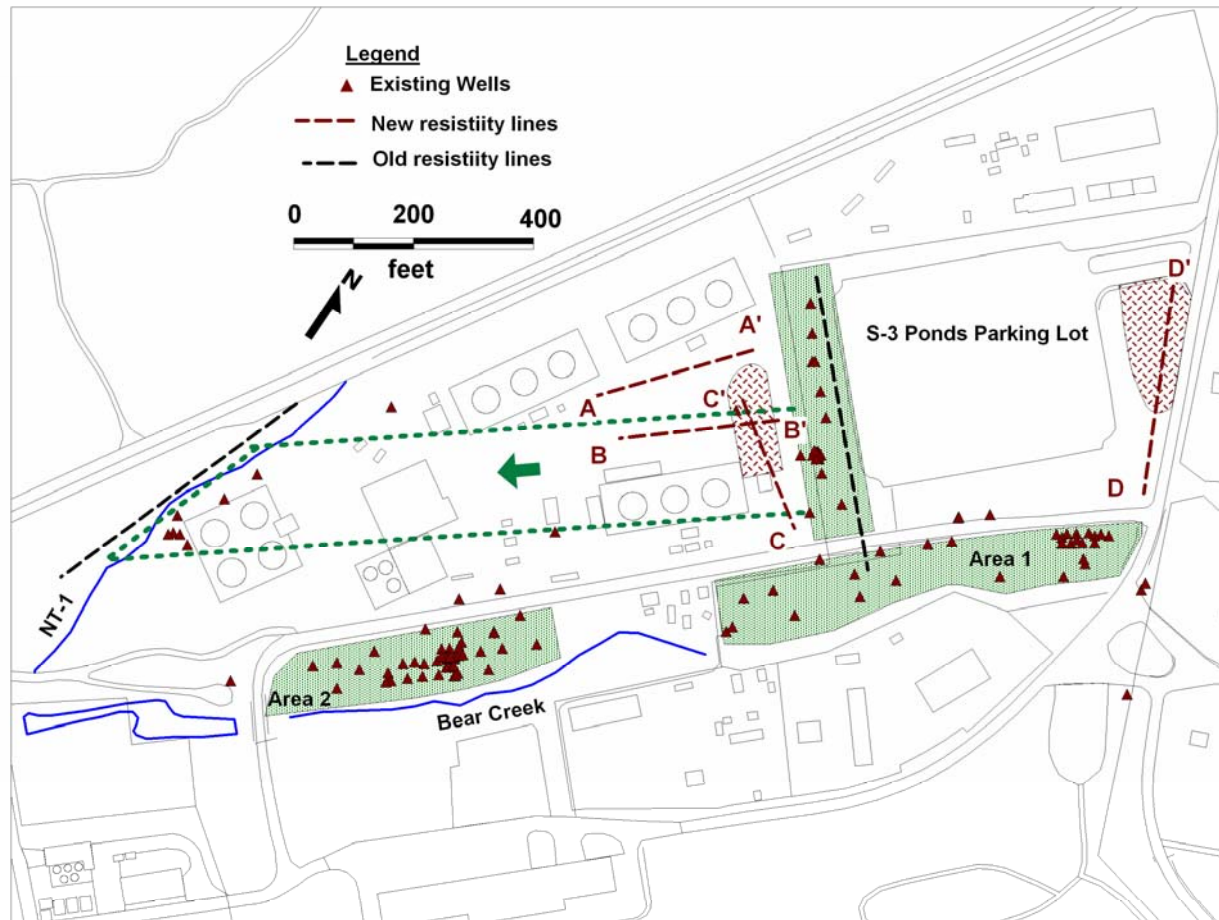 Legend
Existing Wells
New resistiity lines
Old resistiity lines
0 200 400
feet
N
D'
S-3 Ponds Parking Lot
A'
C'
A
B'
B
D
C
Area 1
NT-1
Area 2
Bear Creek